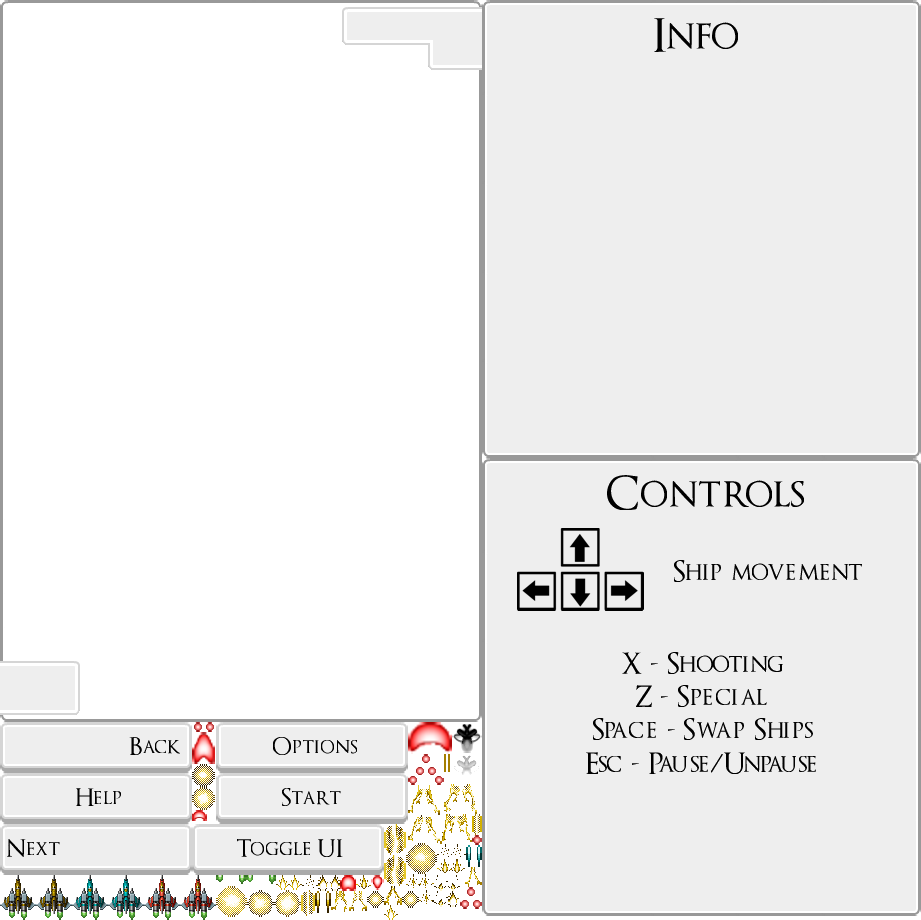 Info
Controls
Ship movement
X - Shooting
Z - Special
Space - Swap Ships
Esc - Pause/Unpause
Back
Options
Help
Start
Next
Toggle UI